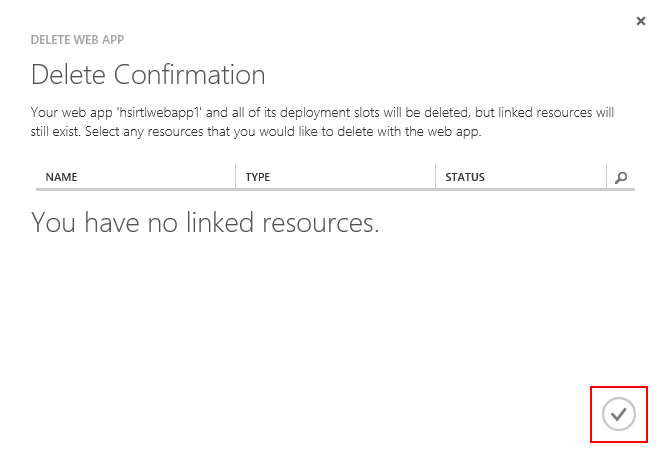 DELETE WEB APP
Delete Confirmation
Your web app 'hsirtlwebapp1' and all of its deployment slots will be deleted, but linked resources will
still exist. Select any resources that you would like to delete with the web app.
NAME TYPE STATUS
You have no linked resources.